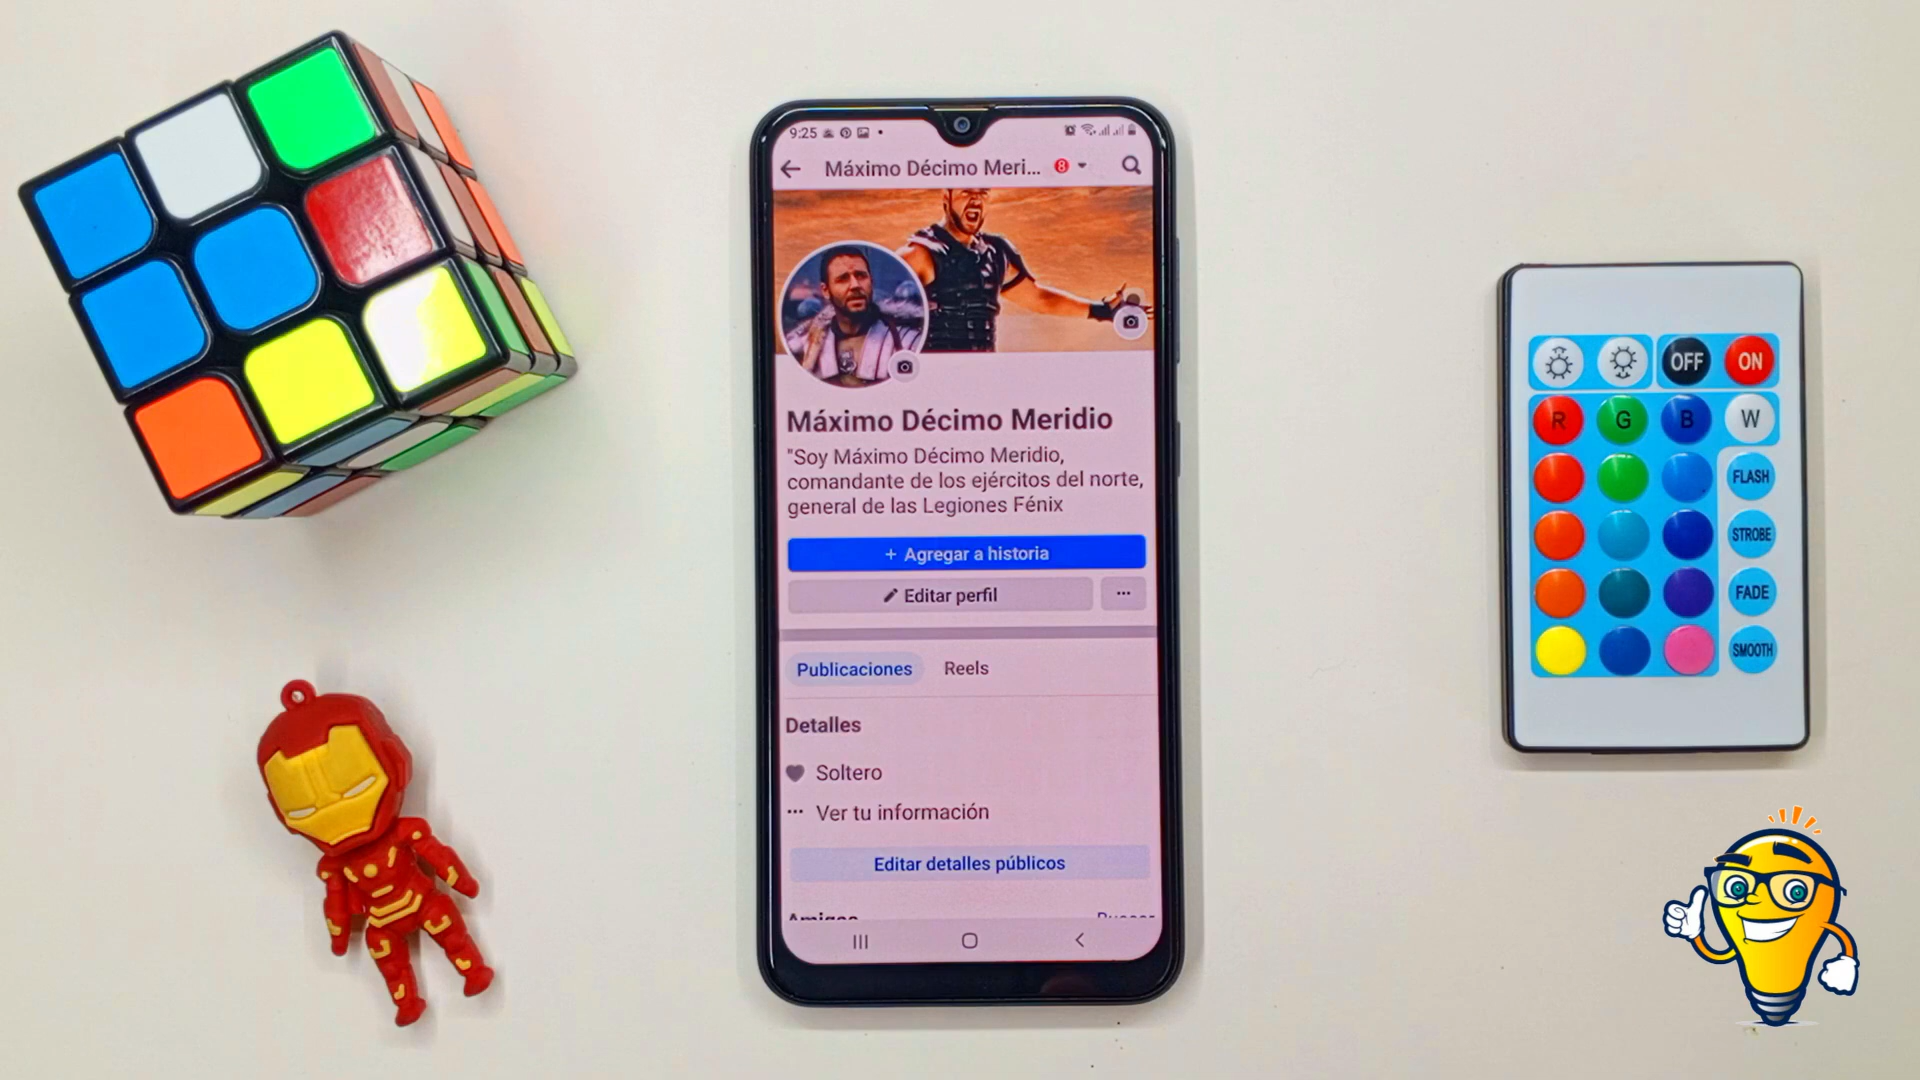 9:25
Máximo Décimo Meri... 8
Máximo Décimo Meridio
"Soy Máximo Décimo Meridio,
comandante de los ejércitos del norte,
general de las Legiones Fénix
+ Agregar a historia
Editar perfil
Publicaciones Reels
Detalles
Soltero
Ver tu información
Editar detalles públicos
Amigos Buscar
OFF ON
R G B W
FLASH
STROBE
FADE
SMOOTH